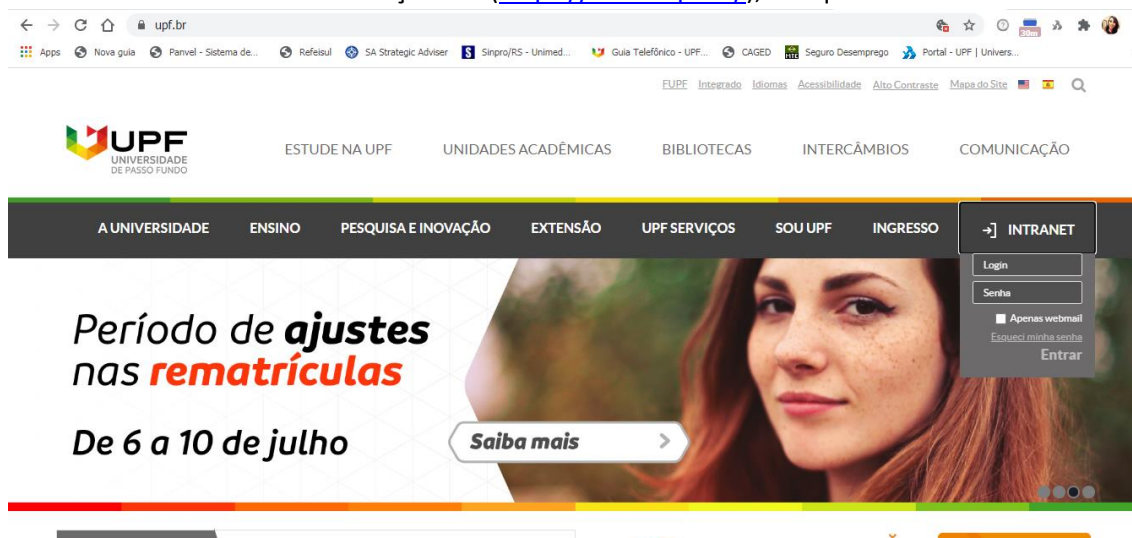 upf.br
30m
Apps Nova guia Panvel - Sistema de... Refeisul SA Strategic Adviser Sinpro/RS - Unimed... Guia Telefônico - UPF... CAGED Seguro Desemprego Portal - UPF | Univers...
FUPF Integrado Idiomas Acessibilidade Alto Contraste Mapa do Site
UPF
UNIVERSIDADE
DE PASSO FUNDO
ESTUDE NA UPF UNIDADES ACADÊMICAS BIBLIOTECAS INTERCÂMBIOS COMUNICAÇÃO
A UNIVERSIDADE ENSINO PESQUISA E INOVAÇÃO EXTENSÃO UPF SERVIÇOS SOU UPF INGRESSO INTRANET
Login
Senha
Apenas webmail
Esqueci minha senha
Entrar
Período de ajustes
nas rematrículas
De 6 a 10 de julho
Saiba mais